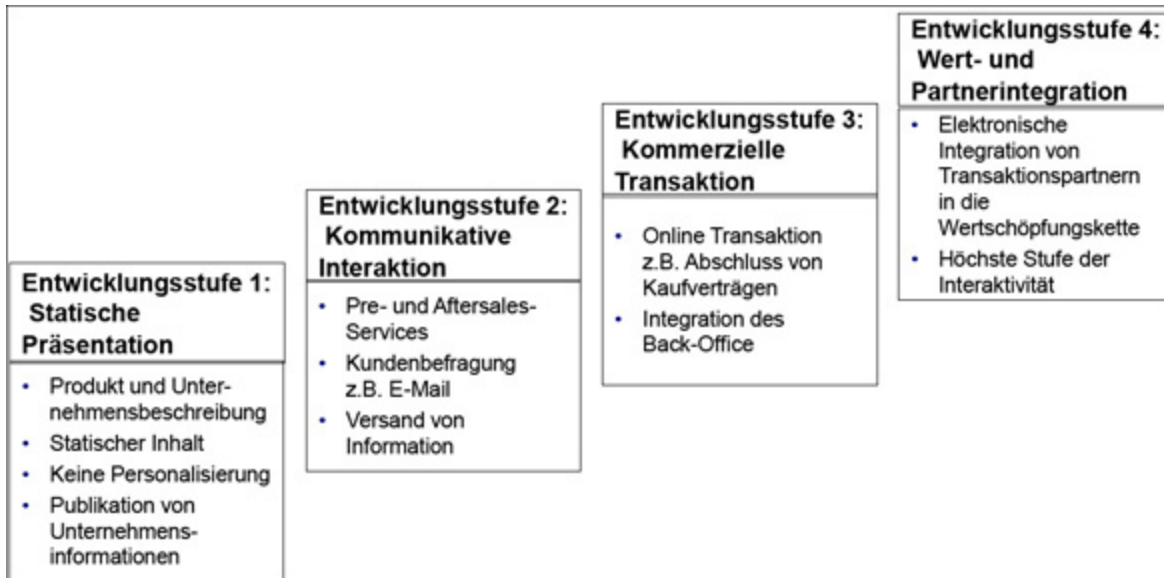 Entwicklungsstufe 1:
Statische
Präsentation
• Produkt und Unter-
nehmensbeschreibung
• Statischer Inhalt
• Keine Personalisierung
• Publikation von
Unternehmens-
informationen
Entwicklungsstufe 2:
Kommunikative
Interaktion
• Pre- und Aftersales-
Services
• Kundenbefragung
z.B. E-Mail
• Versand von
Information
Entwicklungsstufe 3:
Kommerzielle
Transaktion
• Online Transaktion
z.B. Abschluss von
Kaufverträgen
• Integration des
Back-Office
Entwicklungsstufe 4:
Wert- und
Partnerintegration
• Elektronische
Integration von
Transaktionspartnern
in die
Wertschöpfungskette
• Höchste Stufe der
Interaktivität